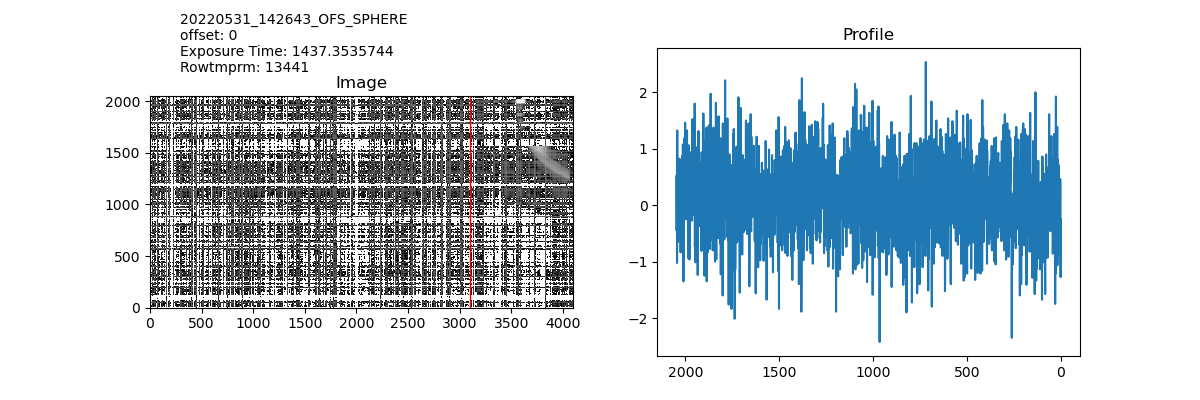 20220531_142643_OFS_SPHERE
offset: 0
Exposure Time: 1437.3535744
Rowtmprm: 13441
Image
Profile
2000
1500
1000
500
0
0 500 1000 1500 2000 2500 3000 3500 4000
2
1
0
−1
−2
2000 1500 1000 500 0